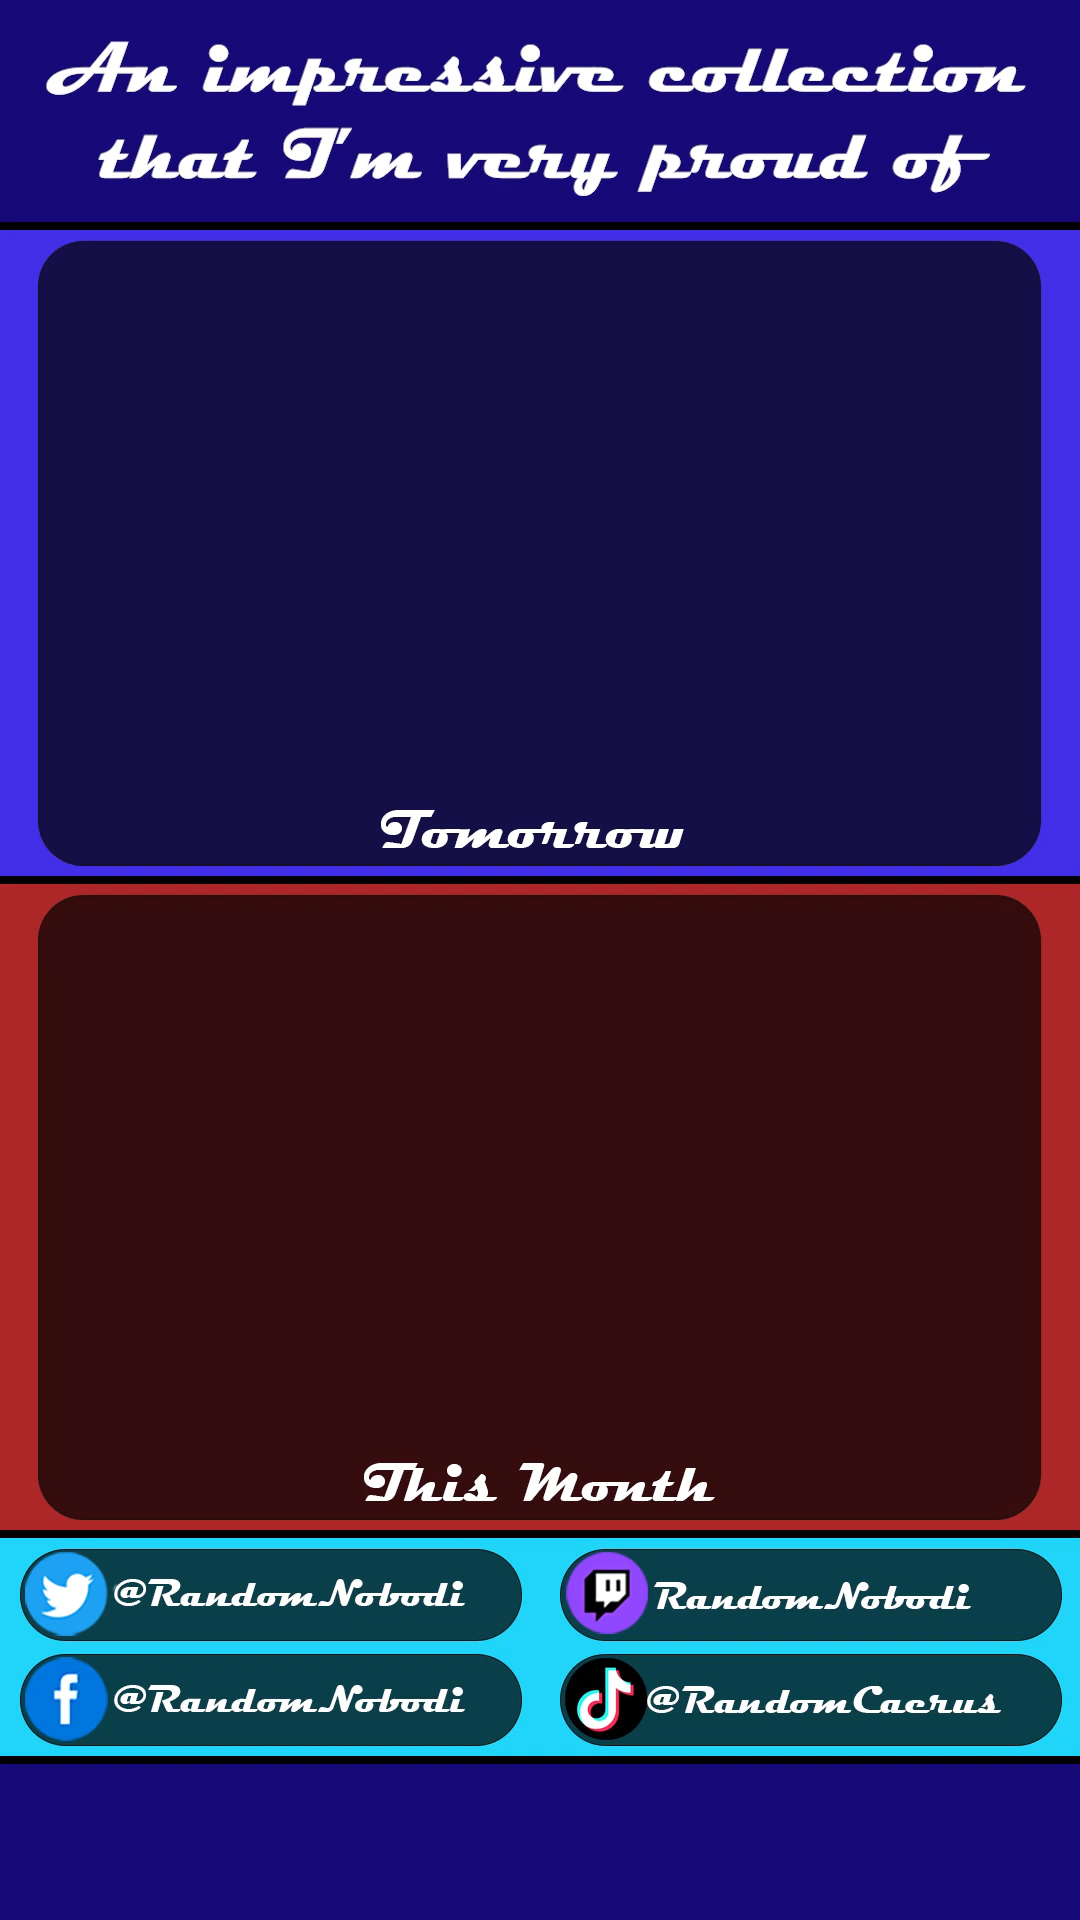 An impressive collection
that I'm very proud of
Tomorrow
This Month
@RandomNobodi
RandomNobodi
@RandomNobodi
@RandomCaerus